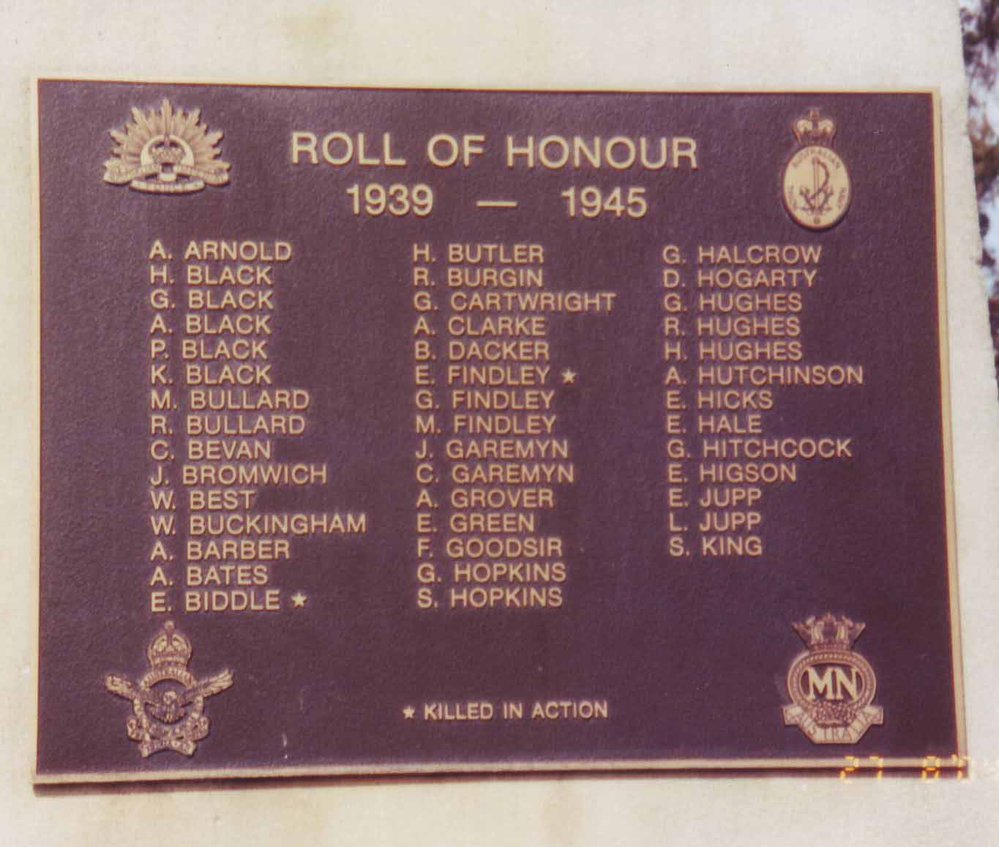 ROLL OF HONOUR
1939 — 1945
A. ARNOLD
H. BLACK
G. BLACK
A. BLACK
P. BLACK
K. BLACK
M. BULLARD
R. BULLARD
C. BEVAN
J. BROMWICH
W. BEST
W. BUCKINGHAM
A. BARBER
A. BATES
E. BIDDLE ★
H. BUTLER
R. BURGIN
G. CARTWRIGHT
A. CLARKE
B. DACKER
E. FINDLEY ★
G. FINDLEY
M. FINDLEY
J. GAREMYN
C. GAREMYN
A. GROVER
E. GREEN
F. GOODSIR
G. HOPKINS
S. HOPKINS
G. HALCROW
D. HOGARTY
G. HUGHES
R. HUGHES
H. HUGHES
A. HUTCHINSON
E. HICKS
E. HALE
G. HITCHCOCK
E. HIGSON
E. JUPP
L. JUPP
S. KING
MN
★ KILLED IN ACTION